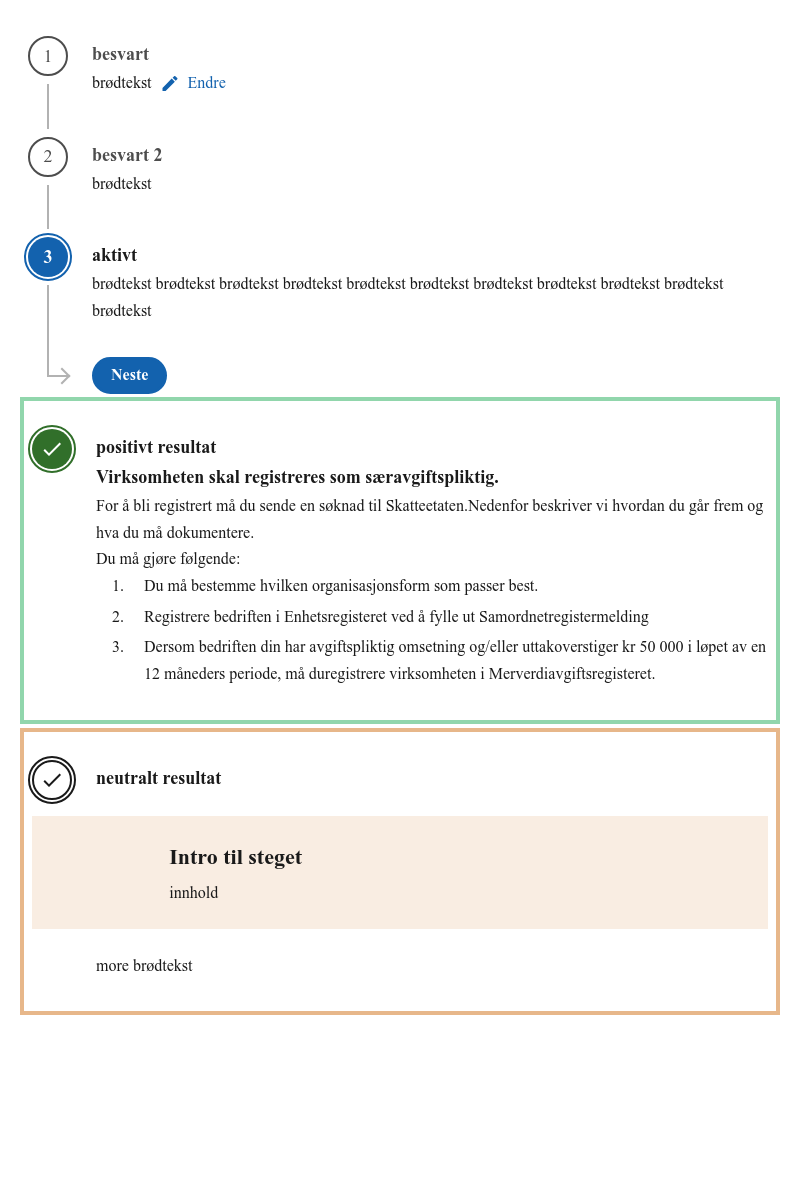 1
besvart
brødtekst Endre
2
besvart 2
brødtekst
3
aktivt
brødtekst brødtekst brødtekst brødtekst brødtekst brødtekst brødtekst brødtekst brødtekst brødtekst
brødtekst
Neste
positivt resultat
Virksomheten skal registreres som særavgiftspliktig.
For å bli registrert må du sende en søknad til Skatteetaten.Nedenfor beskriver vi hvordan du går frem og
hva du må dokumentere.
Du må gjøre følgende:
1. Du må bestemme hvilken organisasjonsform som passer best.
2. Registrere bedriften i Enhetsregisteret ved å fylle ut Samordnetregistermelding
3. Dersom bedriften din har avgiftspliktig omsetning og/eller uttakoverstiger kr 50 000 i løpet av en
12 måneders periode, må duregistrere virksomheten i Merverdiavgiftsregisteret.
neutralt resultat
Intro til steget
innhold
more brødtekst